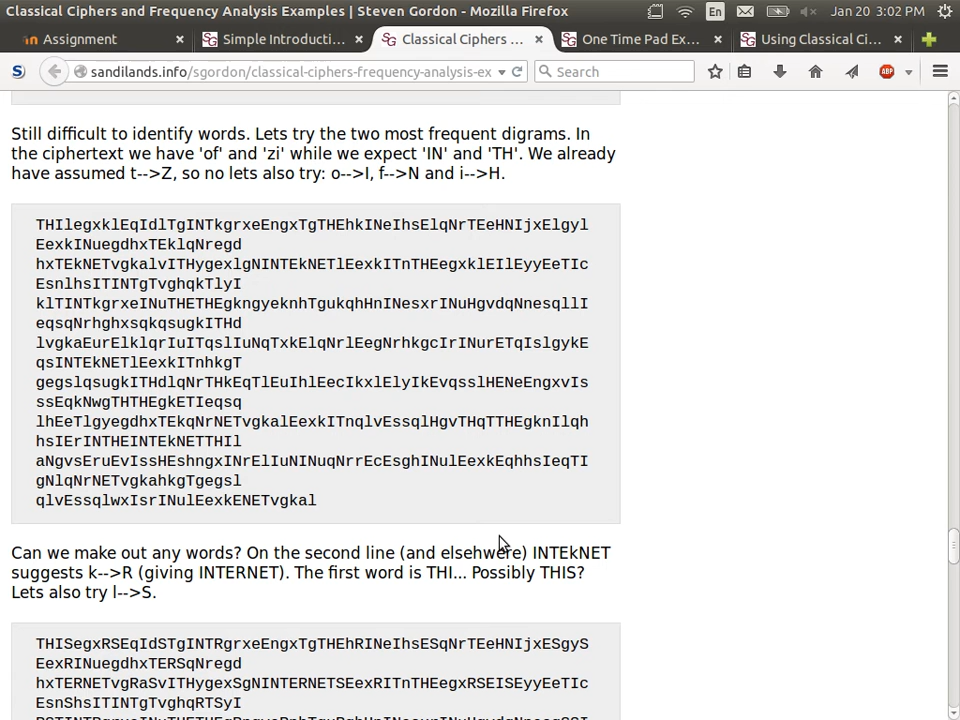 Classical Ciphers and Frequency Analysis Examples | Steven Gordon - Mozilla Firefox
En
Jan 20 3:02 PM
Assignment
Simple Introducti...
Classical Ciphers ...
One Time Pad Ex...
Using Classical Ci...
sandilands.info/sgordon/classical-ciphers-frequency-analysis-ex
Search
ABP
Still difficult to identify words. Lets try the two most frequent digrams. In
the ciphertext we have 'of' and 'zi' while we expect 'IN' and 'TH'. We already
have assumed t-->Z, so no lets also try: o-->I, f-->N and i-->H.
THIlegxklEqIdlTgINTkgrxeEngxTgTHEhkINeIhsElqNrTEeHNIjxElgyl
EexkINuegdhxTEklqNregd
hxTEkNETvgkalvITHygexlgNINTEkNETlEexkITnTHEegxklEIlEyyEeTIc
EsnlhsITINTgTvghqkTlyI
klTINTkgrxeINuTHETHEgkngyeknhTgukqhHnINesxrINuHgvdqNnesqllI
eqsqNrhghxsqkqsugkITHd
lvgkaEurElklqrIuITqslIuNqTxkElqNrlEegNrhkgcIrINurETqIslgykE
qsINTEkNETlEexkITnhkgT
gegslqsugkITHdlqNrTHkEqTlEuIhlEecIkxlElyIkEvqsslHENeEngxvIs
ssEqkNwgTHTHEgkETIeqsq
lhEeTlgyegdhxTEkqNrNETvgkalEexkITnqlvEssqlHgvTHqTTHEgknIlqh
hsIErINTHEINTEkNETTHIl
aNgvsEruEvIssHEshngxINrElIuNINuqNrrEcEsghINulEexkEqhhsIeqTI
gNlqNrNETvgkahkgTgegsl
qlvEssqlwxIsrINulEexkENETvgkal
Can we make out any words? On the second line (and elsehwere) INTEkNET
suggests k-->R (giving INTERNET). The first word is THI... Possibly THIS?
Lets also try l-->S.
THISegxRSEqIdSTgINTRgrxeEngxTgTHEhRINeIhsESqNrTEeHNIjxESgyS
EexRINuegdhxTERSqNregd
hxTERNETvgRaSvITHygexSgNINTERNETSEexRITnTHEegxRSEISEyyEeTIc
EsnShsITINTgTvghqRTSyI